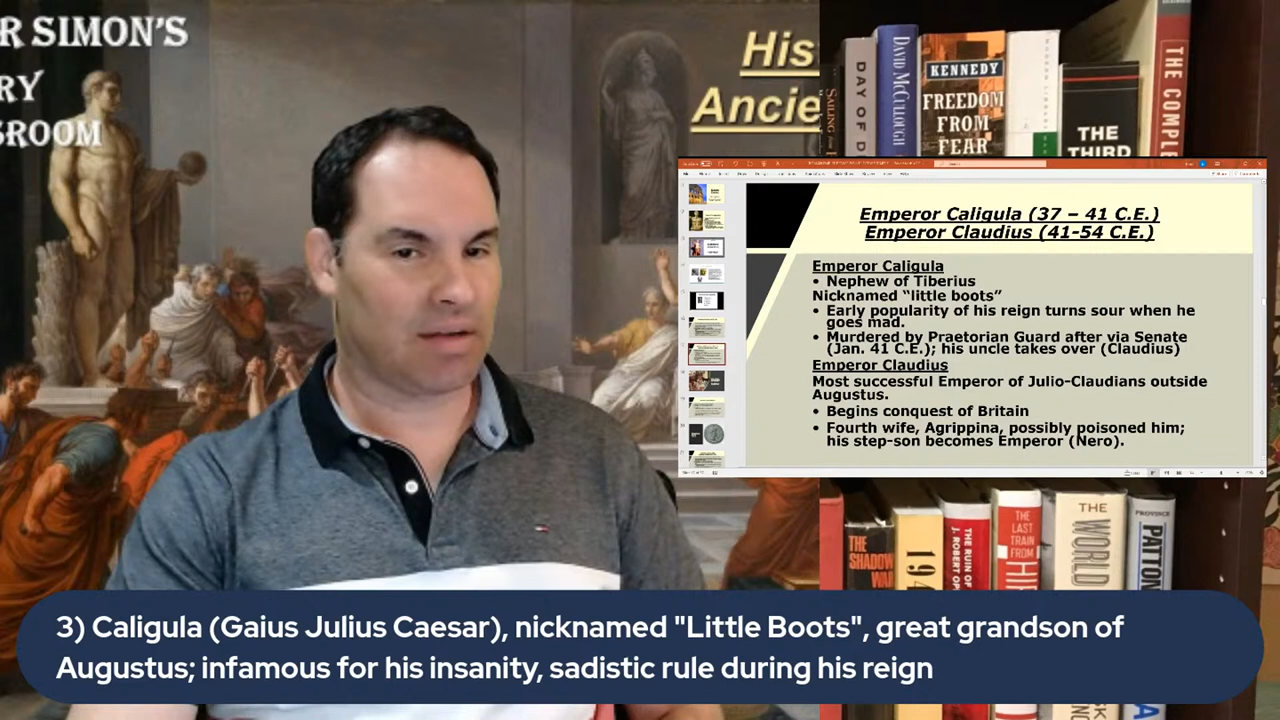 R SIMON'S
RY
SROOM
His
Ancie
DAY OF D
DAVID McCULLOUGH
KENNEDY
FREEDOM
FROM
FEAR
THE
THIRD
THE COMPLE
Emperor Caligula (37 – 41 C.E.)
Emperor Claudius (41-54 C.E.)
Emperor Caligula
• Nephew of Tiberius
Nicknamed “little boots”
• Early popularity of his reign turns sour when he
goes mad.
• Murdered by Praetorian Guard after via Senate
(Jan. 41 C.E.); his uncle takes over (Claudius)
Emperor Claudius
Most successful Emperor of Julio-Claudians outside
Augustus.
• Begins conquest of Britain
• Fourth wife, Agrippina, possibly poisoned him;
his step-son becomes Emperor (Nero).
THE
SHADOW
WAR
194
THE RUIN OF
J. ROBERT OP
THE
LAST
TRAIN
FROM
HI
THE
WORLD
PROVINCE
PATTON
3) Caligula (Gaius Julius Caesar), nicknamed "Little Boots", great grandson of
Augustus; infamous for his insanity, sadistic rule during his reign